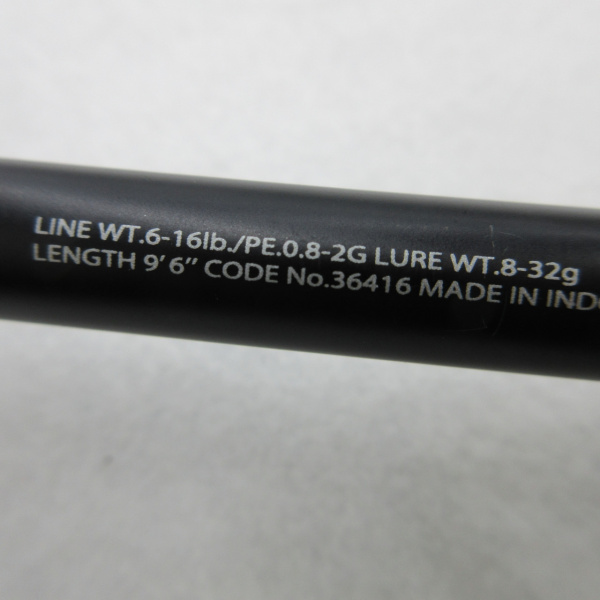 LINE WT.6-16lb./PE.0.8-2G LURE WT.8-32g
LENGTH 9' 6" CODE No.36416 MADE IN